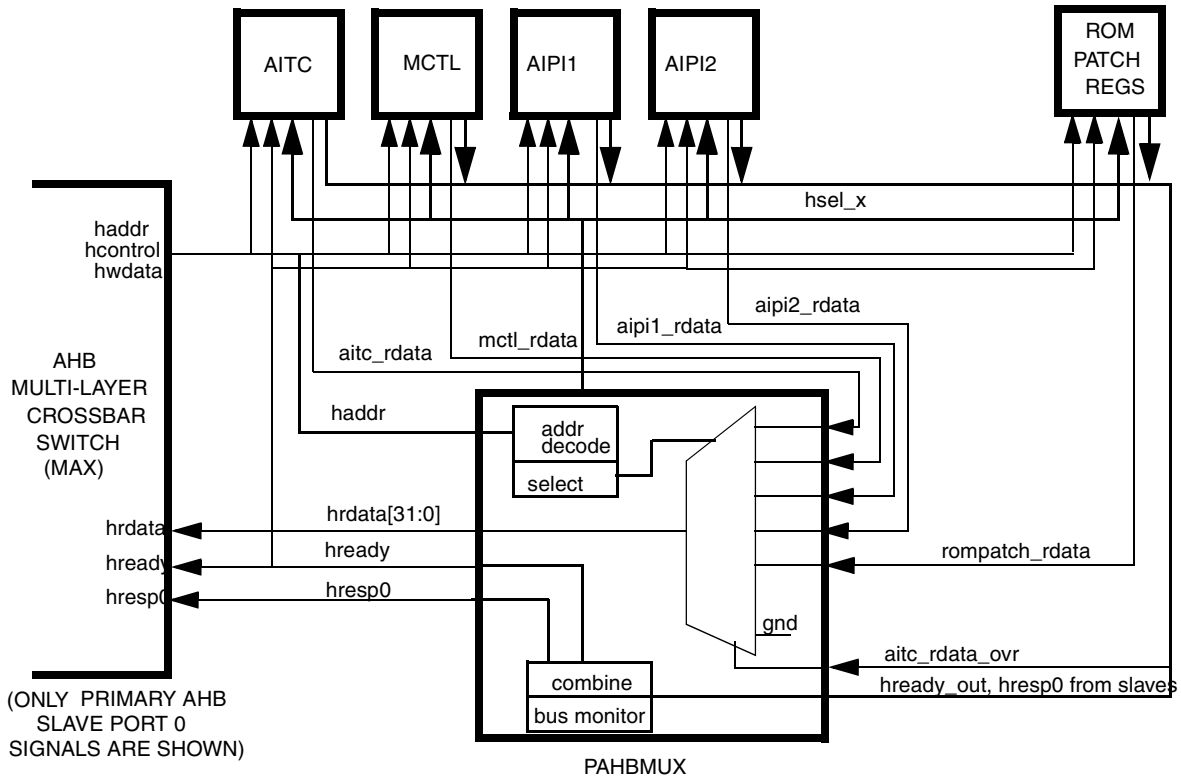 AITC
MCTL
AIPI1
AIPI2
ROM
PATCH
REGS
hsel_x
haddr
hcontrol
hwdata
aipi2_rdata
aipi1_rdata
mctl_rdata
aitc_rdata
AHB
MULTI-LAYER
CROSSBAR
SWITCH
(MAX)
haddr
addr
decode
select
hrdata
hrdata[31:0]
hready
hready
rompatch_rdata
hresp0
hresp0
gnd
aitc_rdata_ovr
combine
hready_out, hresp0 from slaves
bus monitor
(ONLY PRIMARY AHB
SLAVE PORT 0
SIGNALS ARE SHOWN)
PAHBMUX